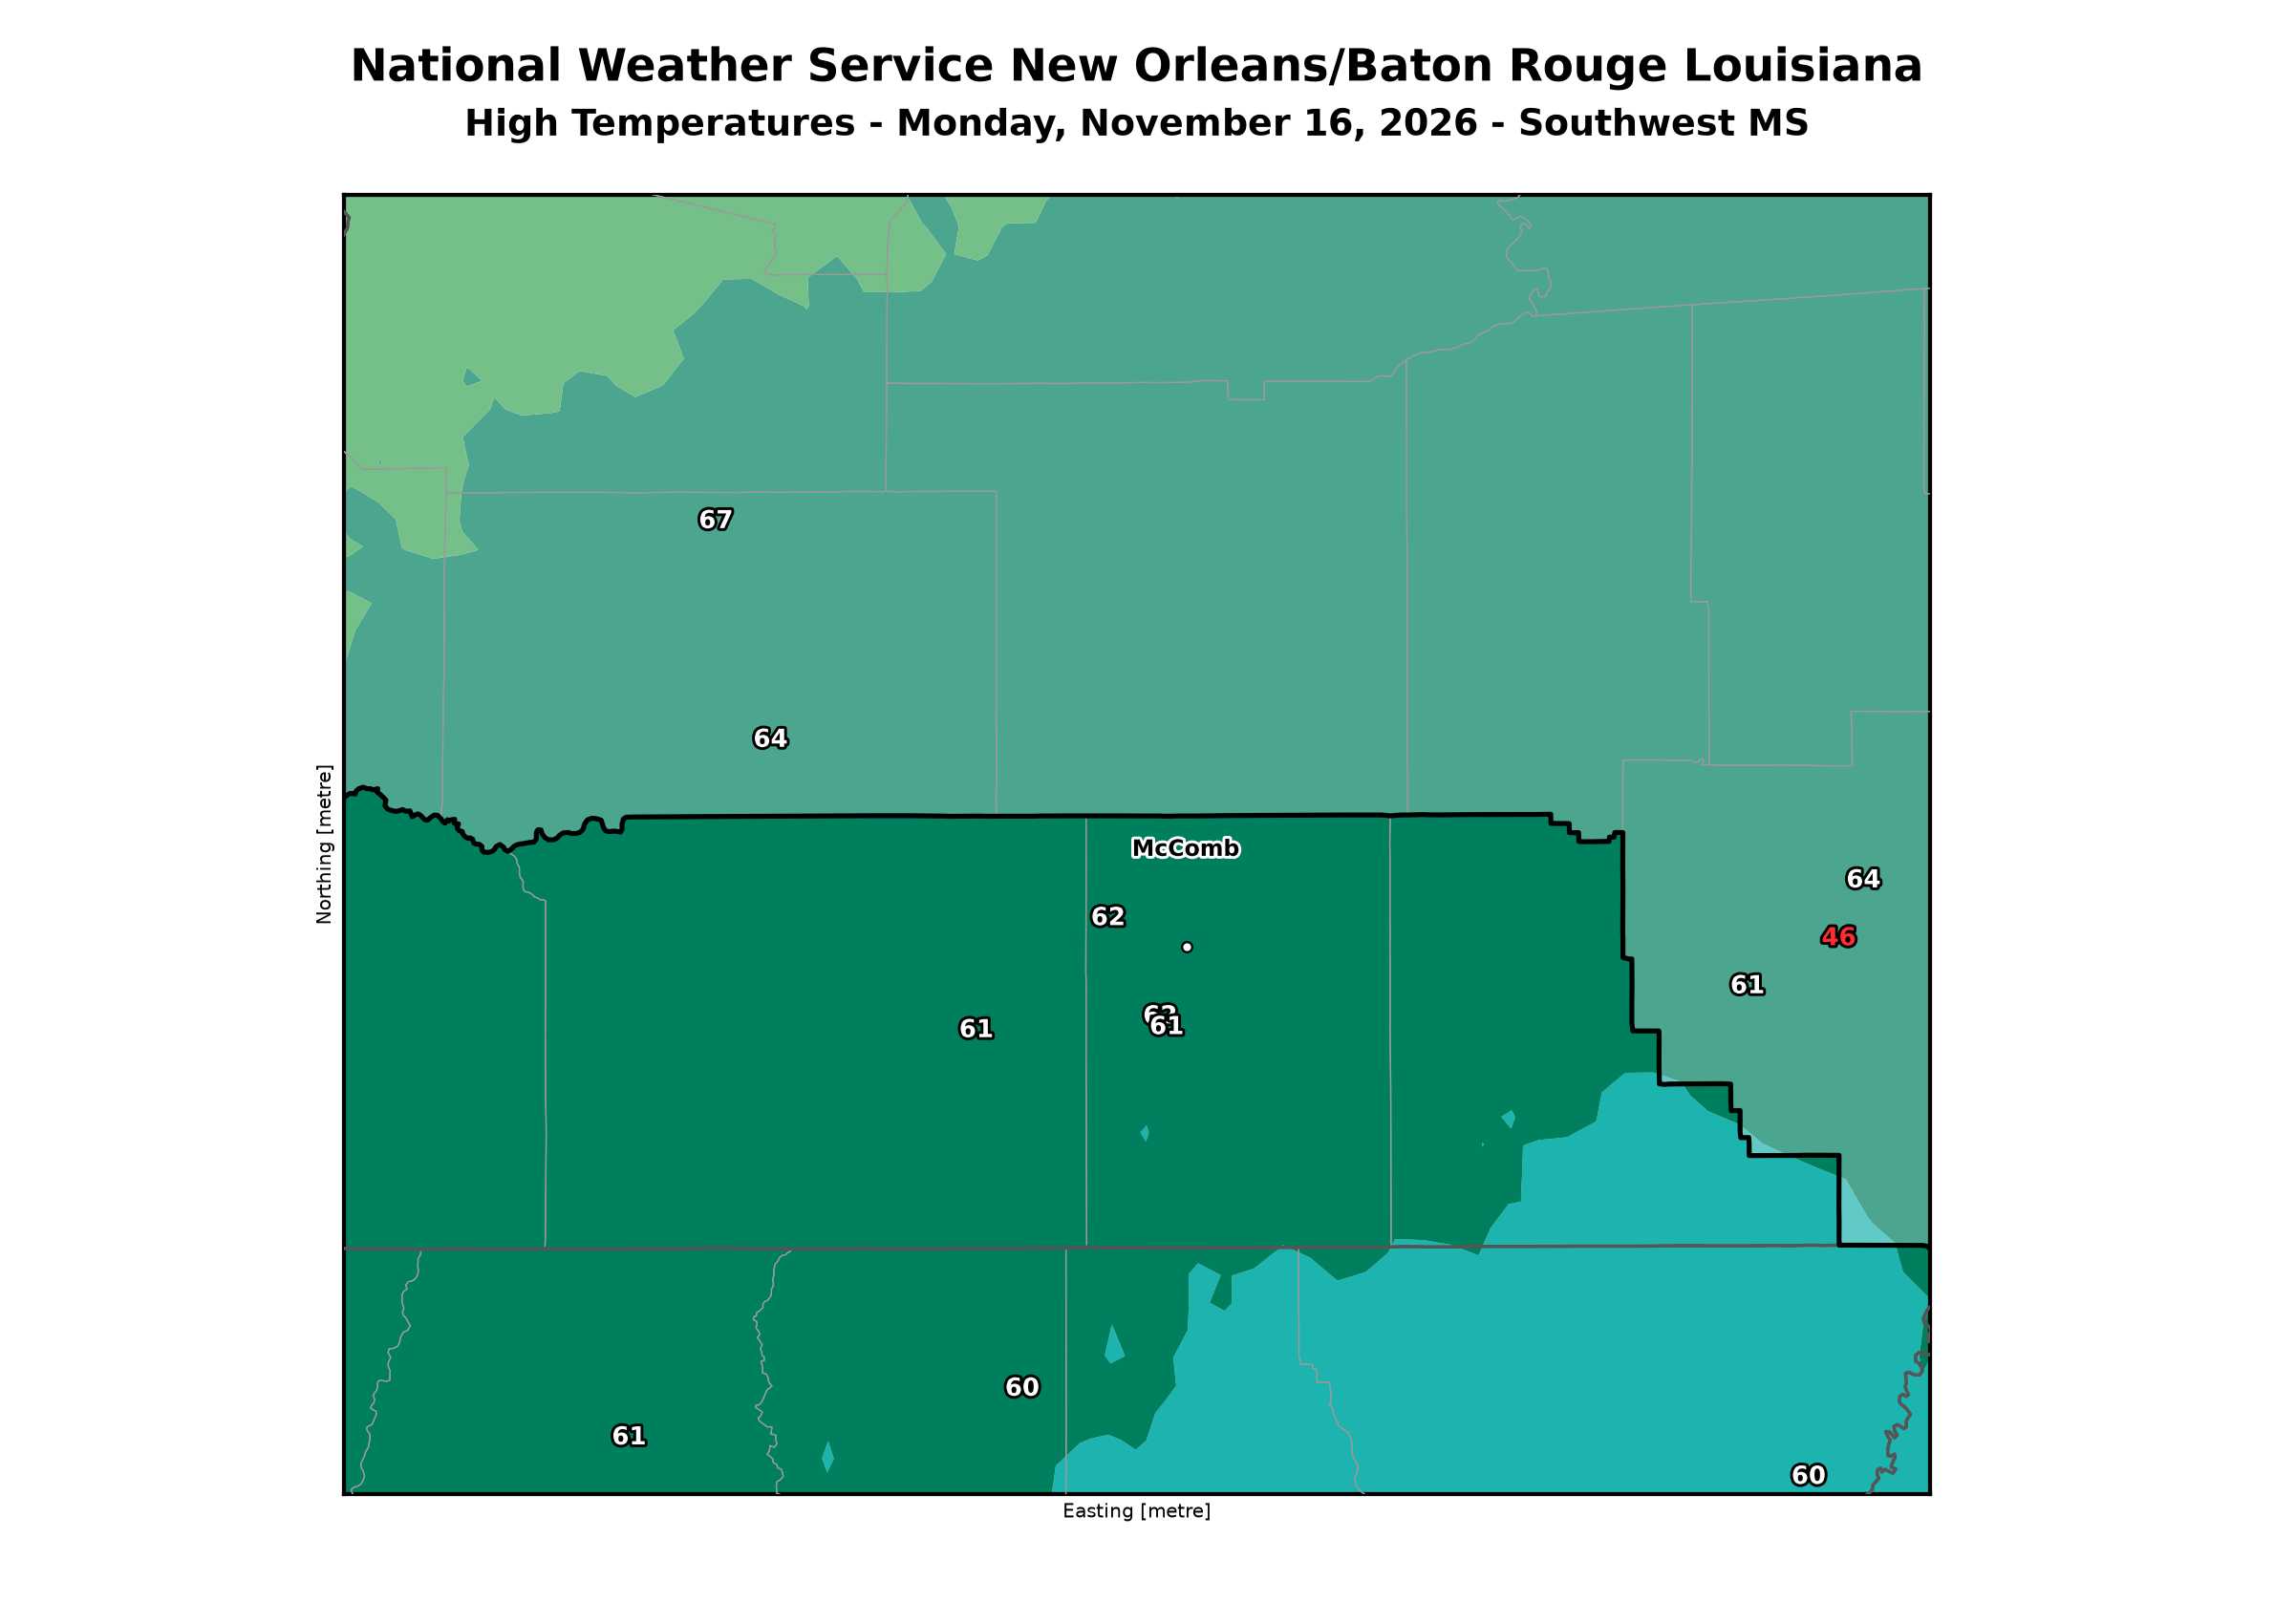 National Weather Service New Orleans/Baton Rouge Louisiana
High Temperatures - Monday, November 16, 2026 - Southwest MS
67
64
McComb
64
62
46
61
61
61
60
61
60
Northing [metre]
Easting [metre]